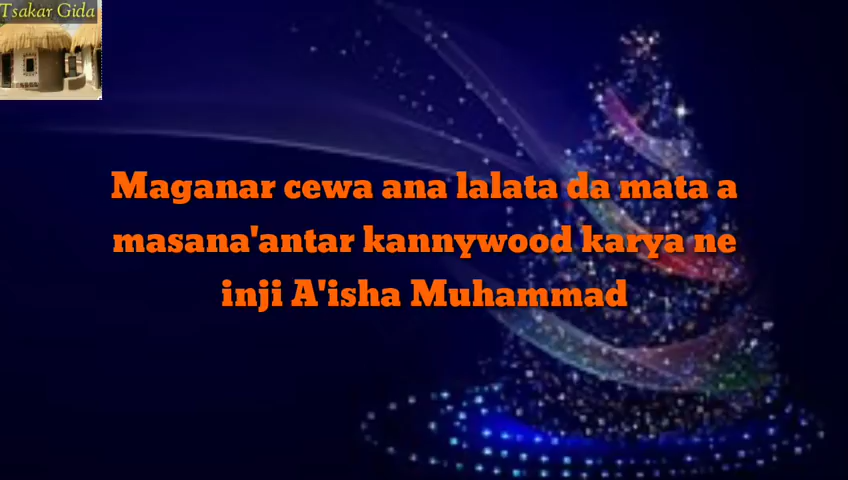 Tsakar Gida
Maganar cewa ana lalata da mata a
masana'antar kannywood karya ne
inji A'isha Muhammad